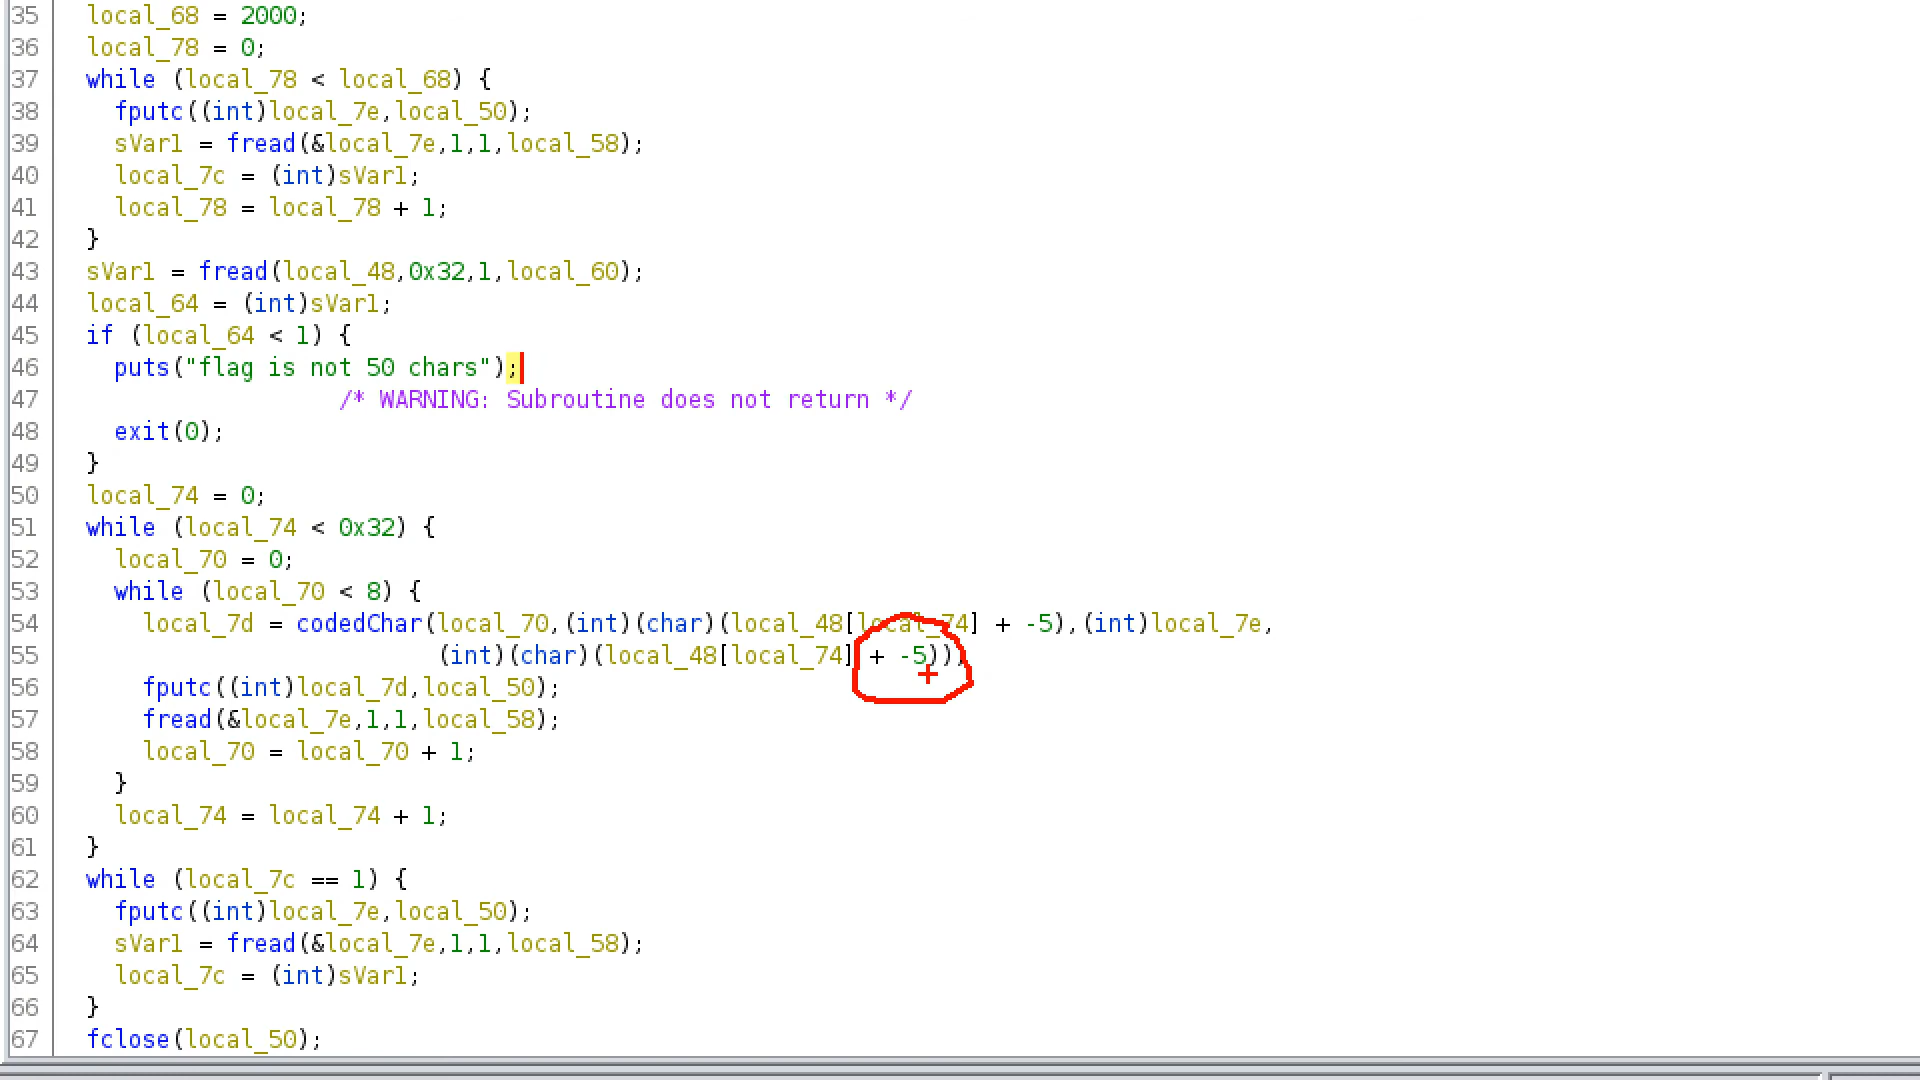 35 local_68 = 2000;
36 local_78 = 0;
37 while (local_78 < local_68) {
38 fputc((int)local_7e,local_50);
39 sVar1 = fread(&local_7e,1,1,local_58);
40 local_7c = (int)sVar1;
41 local_78 = local_78 + 1;
42 }
43 sVar1 = fread(local_48,0x32,1,local_60);
44 local_64 = (int)sVar1;
45 if (local_64 < 1) {
46 puts("flag is not 50 chars");
47 /* WARNING: Subroutine does not return */
48 exit(0);
49 }
50 local_74 = 0;
51 while (local_74 < 0x32) {
52 local_70 = 0;
53 while (local_70 < 8) {
54 local_7d = codedChar(local_70,(int)(char)(local_48[local_74] + -5),(int)local_7e,
55 (int)(char)(local_48[local_74] + -5));
56 fputc((int)local_7d,local_50);
57 fread(&local_7e,1,1,local_58);
58 local_70 = local_70 + 1;
59 }
60 local_74 = local_74 + 1;
61 }
62 while (local_7c == 1) {
63 fputc((int)local_7e,local_50);
64 sVar1 = fread(&local_7e,1,1,local_58);
65 local_7c = (int)sVar1;
66 }
67 fclose(local_50);